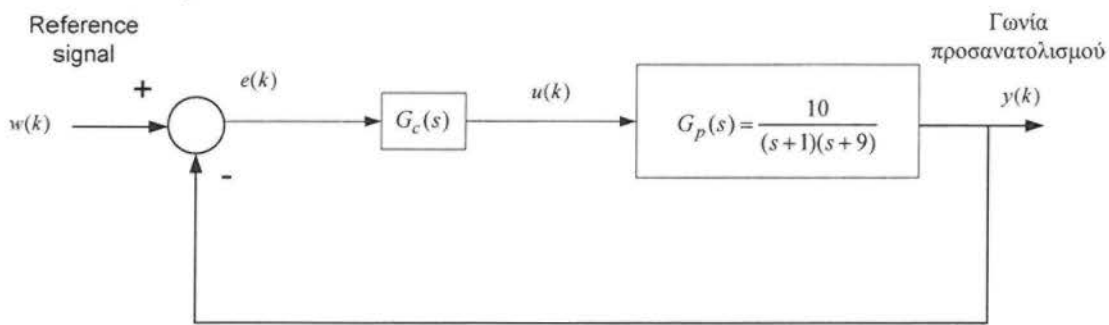 Reference
signal
Γωνία
προσανατολισμού
+
e(k)
u(k)
y(k)
w(k)
G_c(s)
G_p(s) = 10 / ((s+1)(s+9))
-